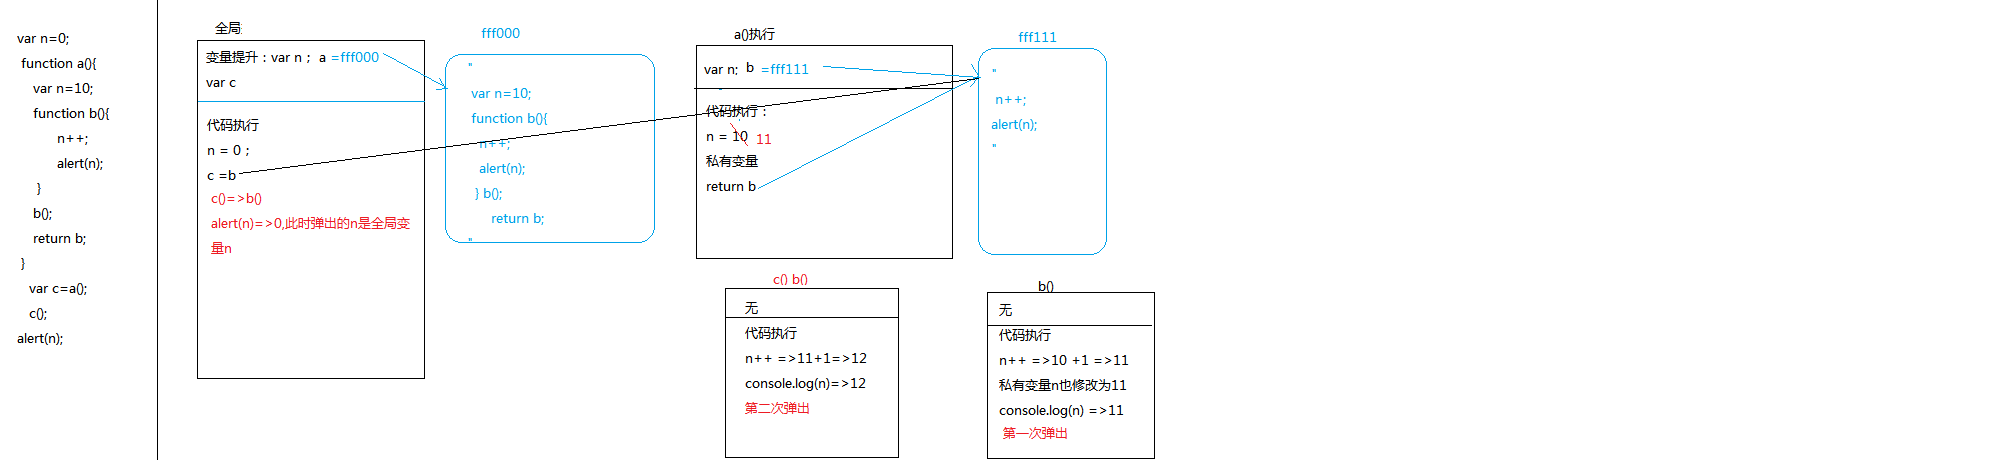 var n=0;
function a(){
var n=10;
function b(){
n++;
alert(n);
}
b();
return b;
}
var c=a();
c();
alert(n);
全局:
变量提升：var n； a =fff000
var c
代码执行
n = 0；
c =b
c()=>b()
alert(n)=>0,此时弹出的n是全局变
量n
fff000
"
var n=10;
function b(){
n++;
alert(n);
} b();
return b;
"
a()执行
var n; b =fff111
代码执行：
n = 10 11
私有变量
return b
fff111
"
n++;
alert(n);
"
c() b()
无
代码执行
n++ =>11+1=>12
console.log(n)=>12
第二次弹出
b()
无
代码执行
n++ =>10 +1 =>11
私有变量n也修改为11
console.log(n) =>11
第一次弹出